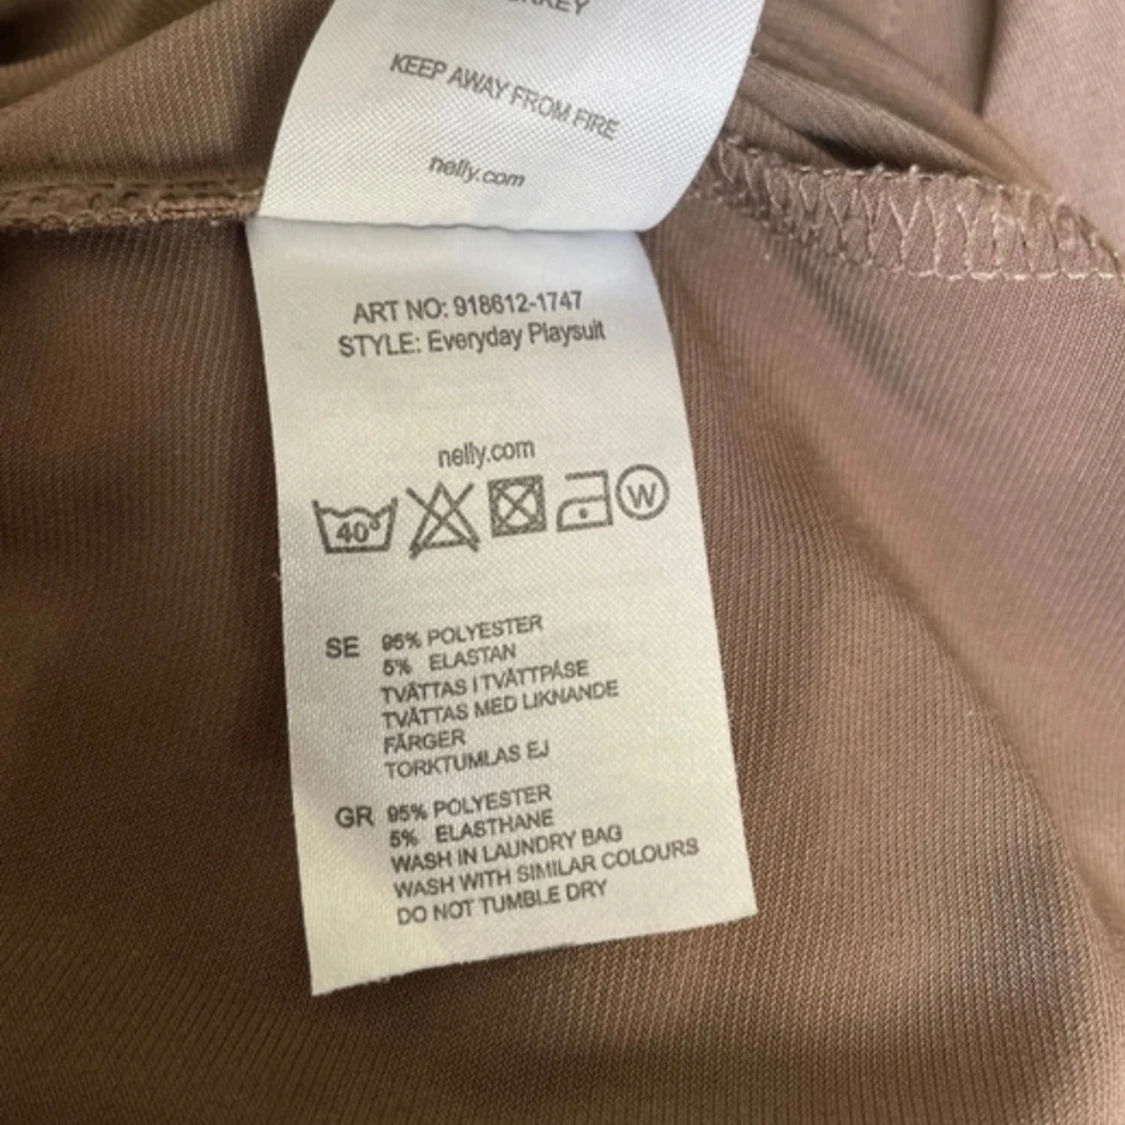 KEEP AWAY FROM FIRE
nelly.com
ART NO: 918612-1747
STYLE: Everyday Playsuit
nelly.com
40° W
SE 95% POLYESTER
5% ELASTAN
TVÄTTAS I TVÄTTPÅSE
TVÄTTAS MED LIKNANDE
FÄRGER
TORKTUMLAS EJ
GR 95% POLYESTER
5% ELASTHANE
WASH IN LAUNDRY BAG
WASH WITH SIMILAR COLOURS
DO NOT TUMBLE DRY